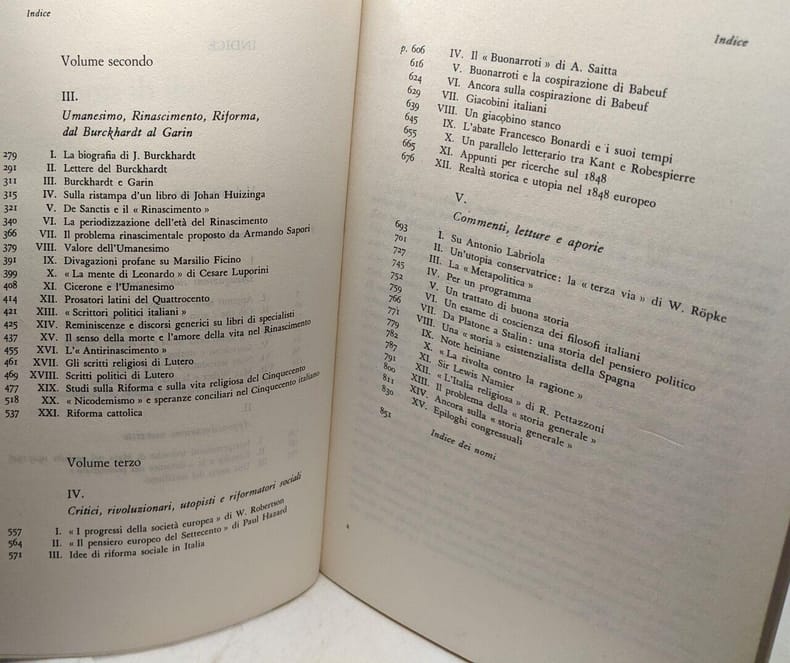 Indice
Volume secondo
III.
Umanesimo, Rinascimento, Riforma,
dal Burckhardt al Garin
279 I. La biografia di J. Burckhardt
291 II. Lettere del Burckhardt
311 III. Burckhardt e Garin
315 IV. Sulla ristampa d'un libro di Johan Huizinga
321 V. De Sanctis e il « Rinascimento »
340 VI. La periodizzazione dell'età del Rinascimento
366 VII. Il problema rinascimentale proposto da Armando Sapori
379 VIII. Valore dell'Umanesimo
391 IX. Divagazioni profane su Marsilio Ficino
399 X. « La mente di Leonardo » di Cesare Luporini
408 XI. Cicerone e l'Umanesimo
414 XII. Prosatori latini del Quattrocento
421 XIII. « Scrittori politici italiani »
425 XIV. Reminiscenze e discorsi generici su libri di specialisti
437 XV. Il senso della morte e l'amore della vita nel Rinascimento
455 XVI. L'« Antirinascimento »
461 XVII. Gli scritti religiosi di Lutero
469 XVIII. Scritti politici di Lutero
477 XIX. Studi sulla Riforma e sulla vita religiosa del Cinquecento
518 XX. « Nicodemismo » e speranze conciliari nel Cinquecento italiano
537 XXI. Riforma cattolica
Volume terzo
IV.
Critici, rivoluzionari, utopisti e riformatori sociali
557 I. « I progressi della società europea » di W. Robertson
564 II. « Il pensiero europeo del Settecento » di Paul Hazard
571 III. Idee di riforma sociale in Italia
Indice
p. 606 IV. Il « Buonarroti » di A. Saitta
616 V. Buonarroti e la cospirazione di Babeuf
624 VI. Ancora sulla cospirazione di Babeuf
629 VII. Giacobini italiani
639 VIII. Un giacobino stanco
645 IX. L'abate Francesco Bonardi e i suoi tempi
655 X. Un parallelo letterario tra Kant e Robespierre
665 XI. Appunti per ricerche sul 1848
676 XII. Realtà storica e utopia nel 1848 europeo
V.
Commenti, letture e aporie
693 I. Su Antonio Labriola
701 II. Un'utopia conservatrice: la « terza via » di W. Röpke
727 III. La « Metapolitica »
745 IV. Per un programma
752 V. Un trattato di buona storia
759 VI. Un esame di coscienza dei filosofi italiani
766 VII. Da Platone a Stalin: una storia del pensiero politico
771 VIII. Una « storia » esistenzialista della Spagna
779 IX. Note heiniane
782 X. « La rivolta contro la ragione »
787 XI. Sir Lewis Namier
791 XII. « L'Italia religiosa » di R. Pettazzoni
800 XIII. Il problema della « storia generale »
811 XIV. Ancora sulla « storia generale »
830 XV. Epiloghi congressuali
851 Indice dei nomi